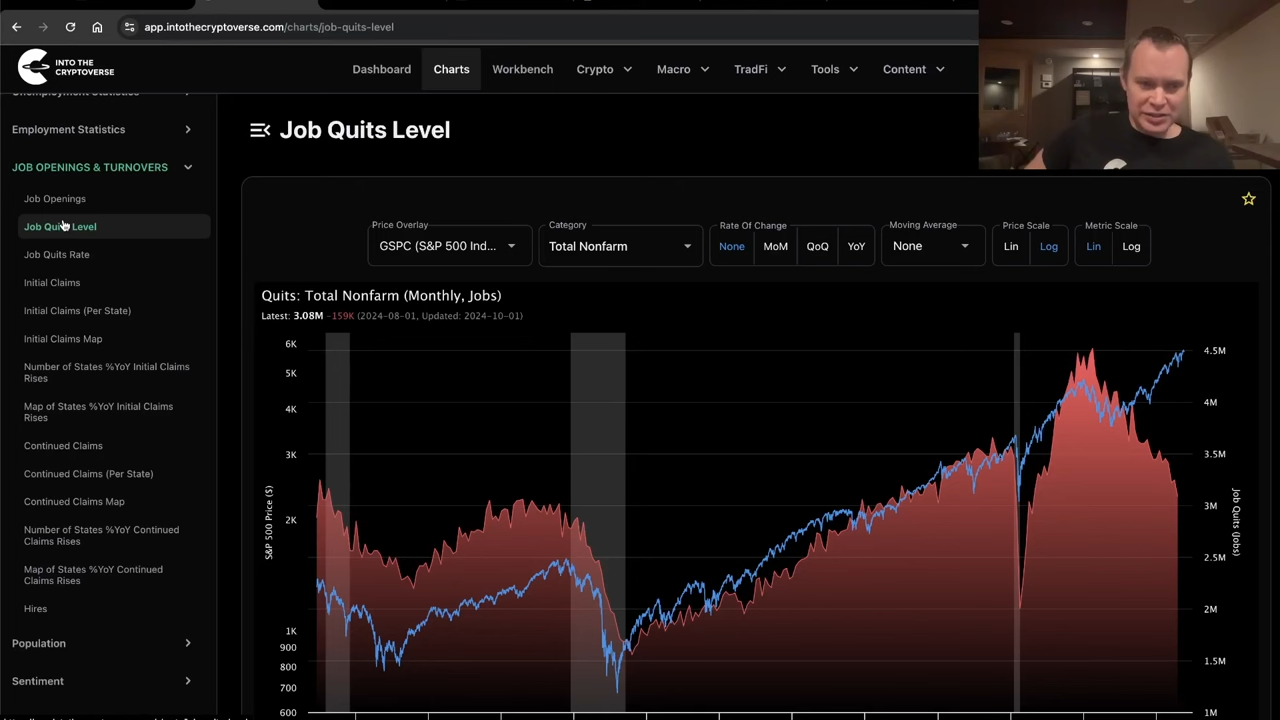 app.intothecryptoverse.com/charts/job-quits-level
INTO THE
CRYPTOVERSE
Dashboard
Charts
Workbench
Crypto
Macro
TradFi
Tools
Content
Unemployment Statistics
Employment Statistics
JOB OPENINGS & TURNOVERS
Job Openings
Job Quits Level
Job Quits Rate
Initial Claims
Initial Claims (Per State)
Initial Claims Map
Number of States %YoY Initial Claims
Rises
Map of States %YoY Initial Claims
Rises
Continued Claims
Continued Claims (Per State)
Continued Claims Map
Number of States %YoY Continued
Claims Rises
Map of States %YoY Continued
Claims Rises
Hires
Population
Sentiment
Job Quits Level
Price Overlay
GSPC (S&P 500 Ind...
Category
Total Nonfarm
Rate Of Change
None
MoM
QoQ
YoY
Moving Average
None
Price Scale
Lin
Log
Metric Scale
Lin
Log
Quits: Total Nonfarm (Monthly, Jobs)
Latest: 3.08M -159K (2024-08-01, Updated: 2024-10-01)
6K
5K
4K
3K
2K
1K
900
800
700
600
S&P 500 Price ($)
4.5M
4M
3.5M
3M
2.5M
2M
1.5M
1M
Job Quits (Jobs)